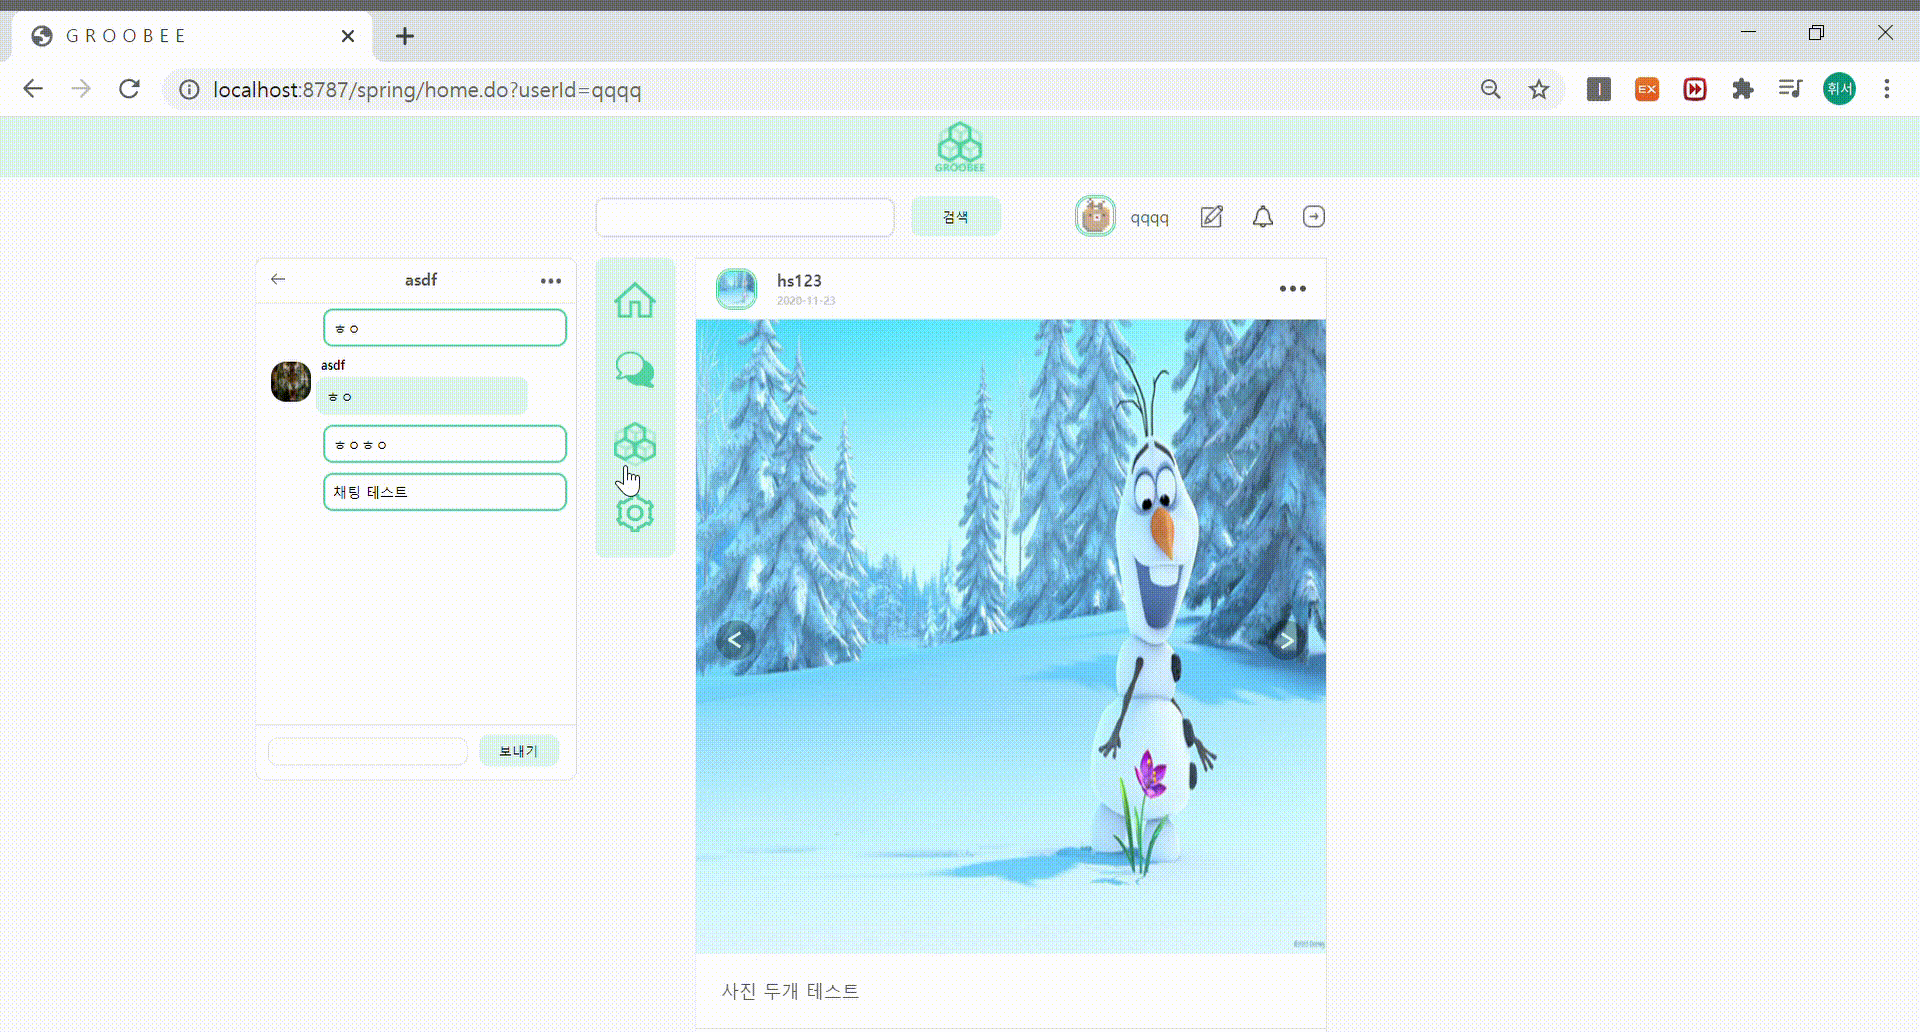 GROOBEE
localhost:8787/spring/home.do?userId=qqqq
EX
휘서
GROOBEE
검색
qqqq
asdf
ㅎㅇ
asdf
ㅎㅇ
ㅎㅇㅎㅇ
채팅 테스트
보내기
hs123
2020-11-23
사진 두개 테스트